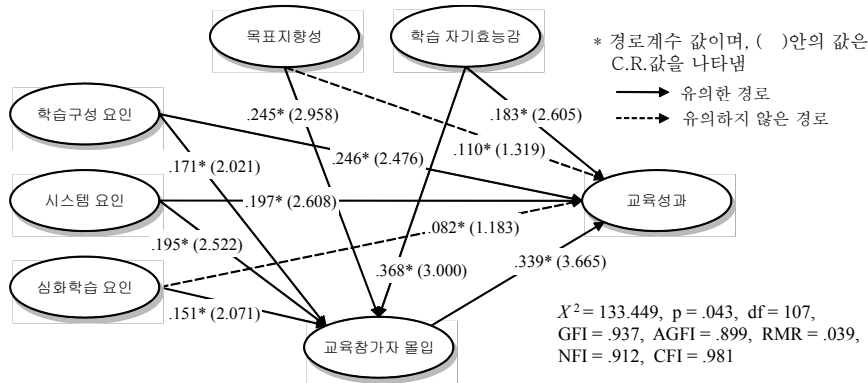 목표지향성
학습 자기효능감
* 경로계수 값이며, ( )안의 값은
C.R.값을 나타냄
유의한 경로
유의하지 않은 경로
학습구성 요인
.245* (2.958)
.183* (2.605)
.110* (1.319)
.171* (2.021)
.246* (2.476)
시스템 요인
.197* (2.608)
교육성과
.195* (2.522)
.082* (1.183)
심화학습 요인
.368* (3.000)
.339* (3.665)
.151* (2.071)
교육참가자 몰입
X² = 133.449, p = .043, df = 107,
GFI = .937, AGFI = .899, RMR = .039,
NFI = .912, CFI = .981